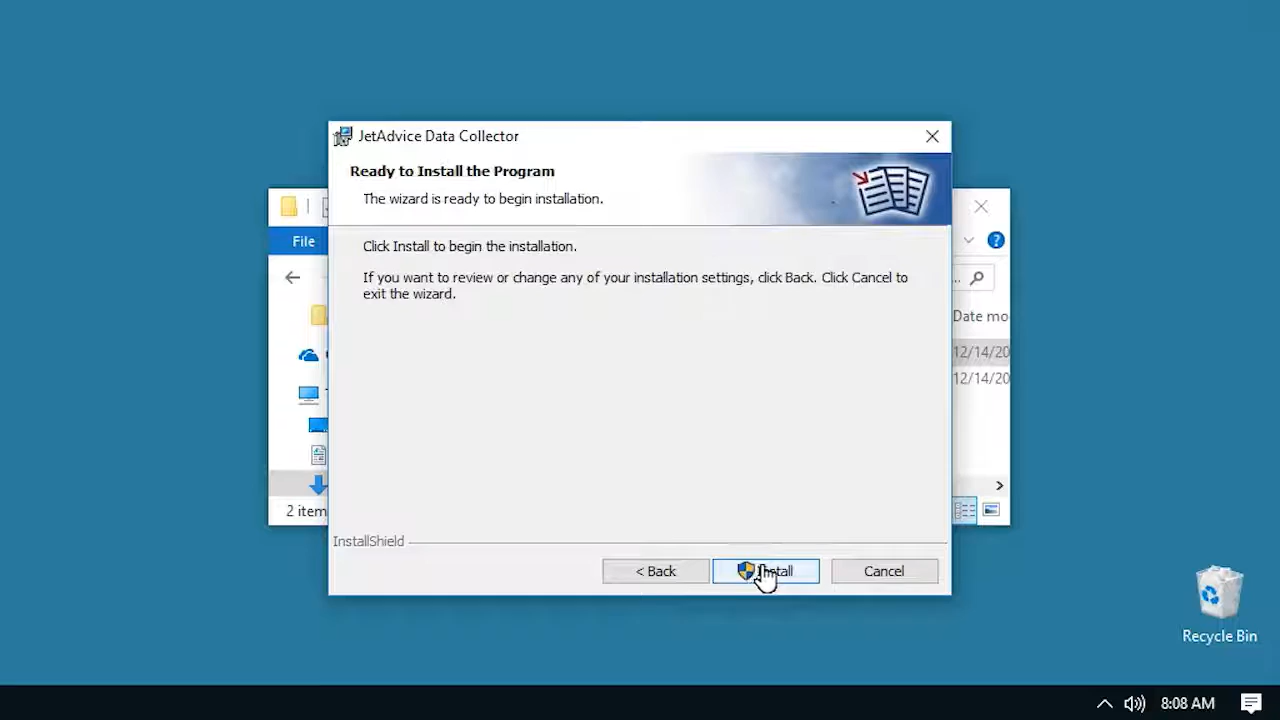 JetAdvice Data Collector
Ready to Install the Program
The wizard is ready to begin installation.
File
Click Install to begin the installation.
If you want to review or change any of your installation settings, click Back. Click Cancel to
exit the wizard.
Date mo
12/14/20
12/14/20
2 item
InstallShield
< Back
Install
Cancel
Recycle Bin
8:08 AM